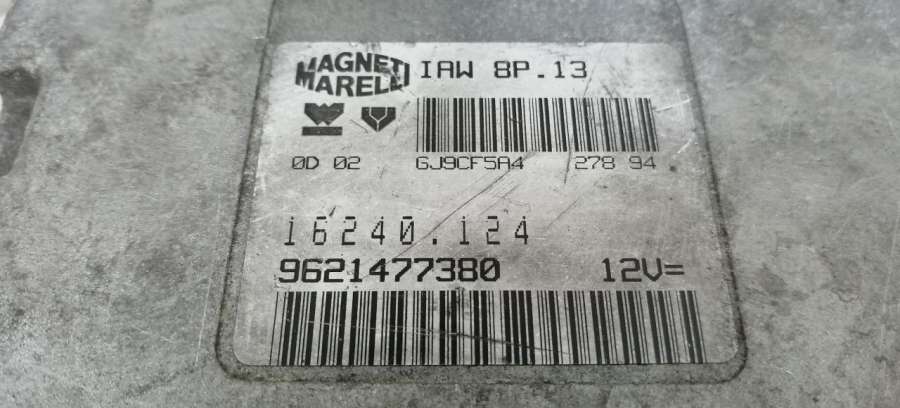 MAGNETI MARELLI IAW 8P.13
0D 02 GJ9CF5A4 278 94
16240.124
9621477380 12V=